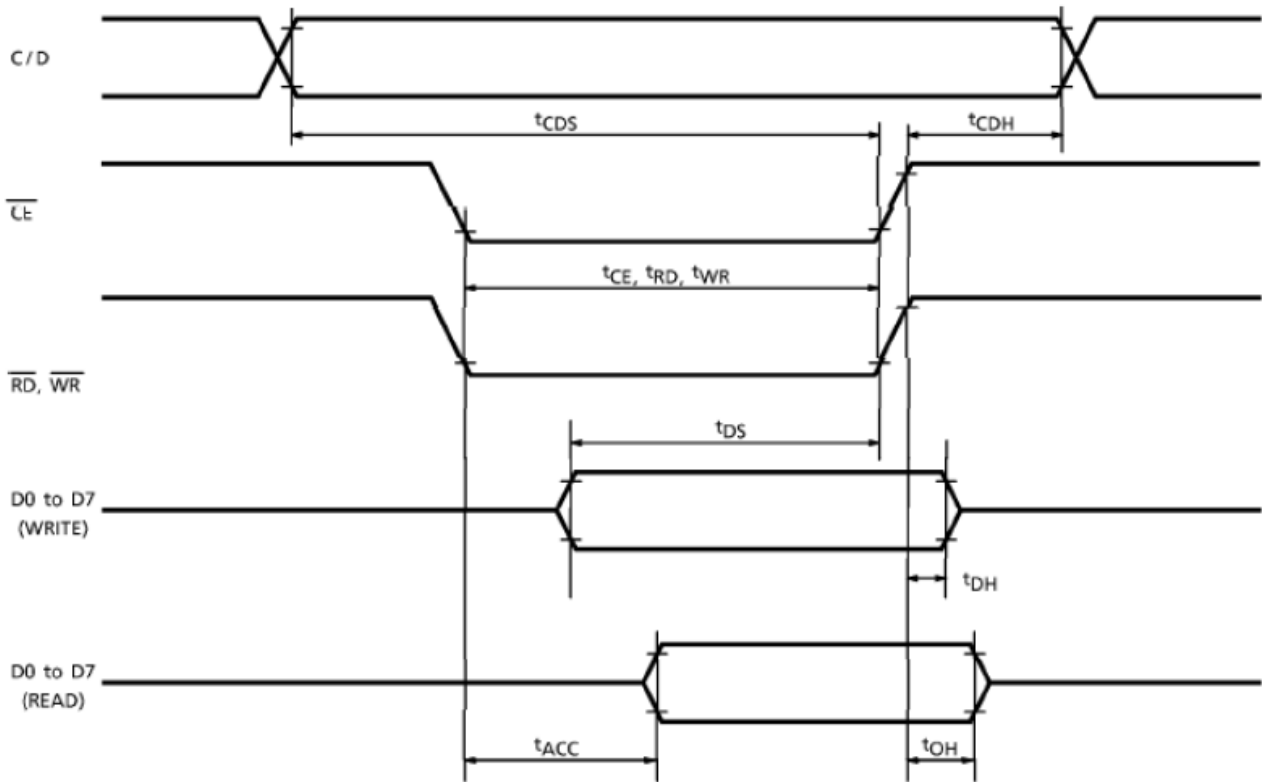 C/D
tCDS
tCDH
CE
tCE, tRD, tWR
RD, WR
tDS
D0 to D7
(WRITE)
tDH
D0 to D7
(READ)
tACC
tOH